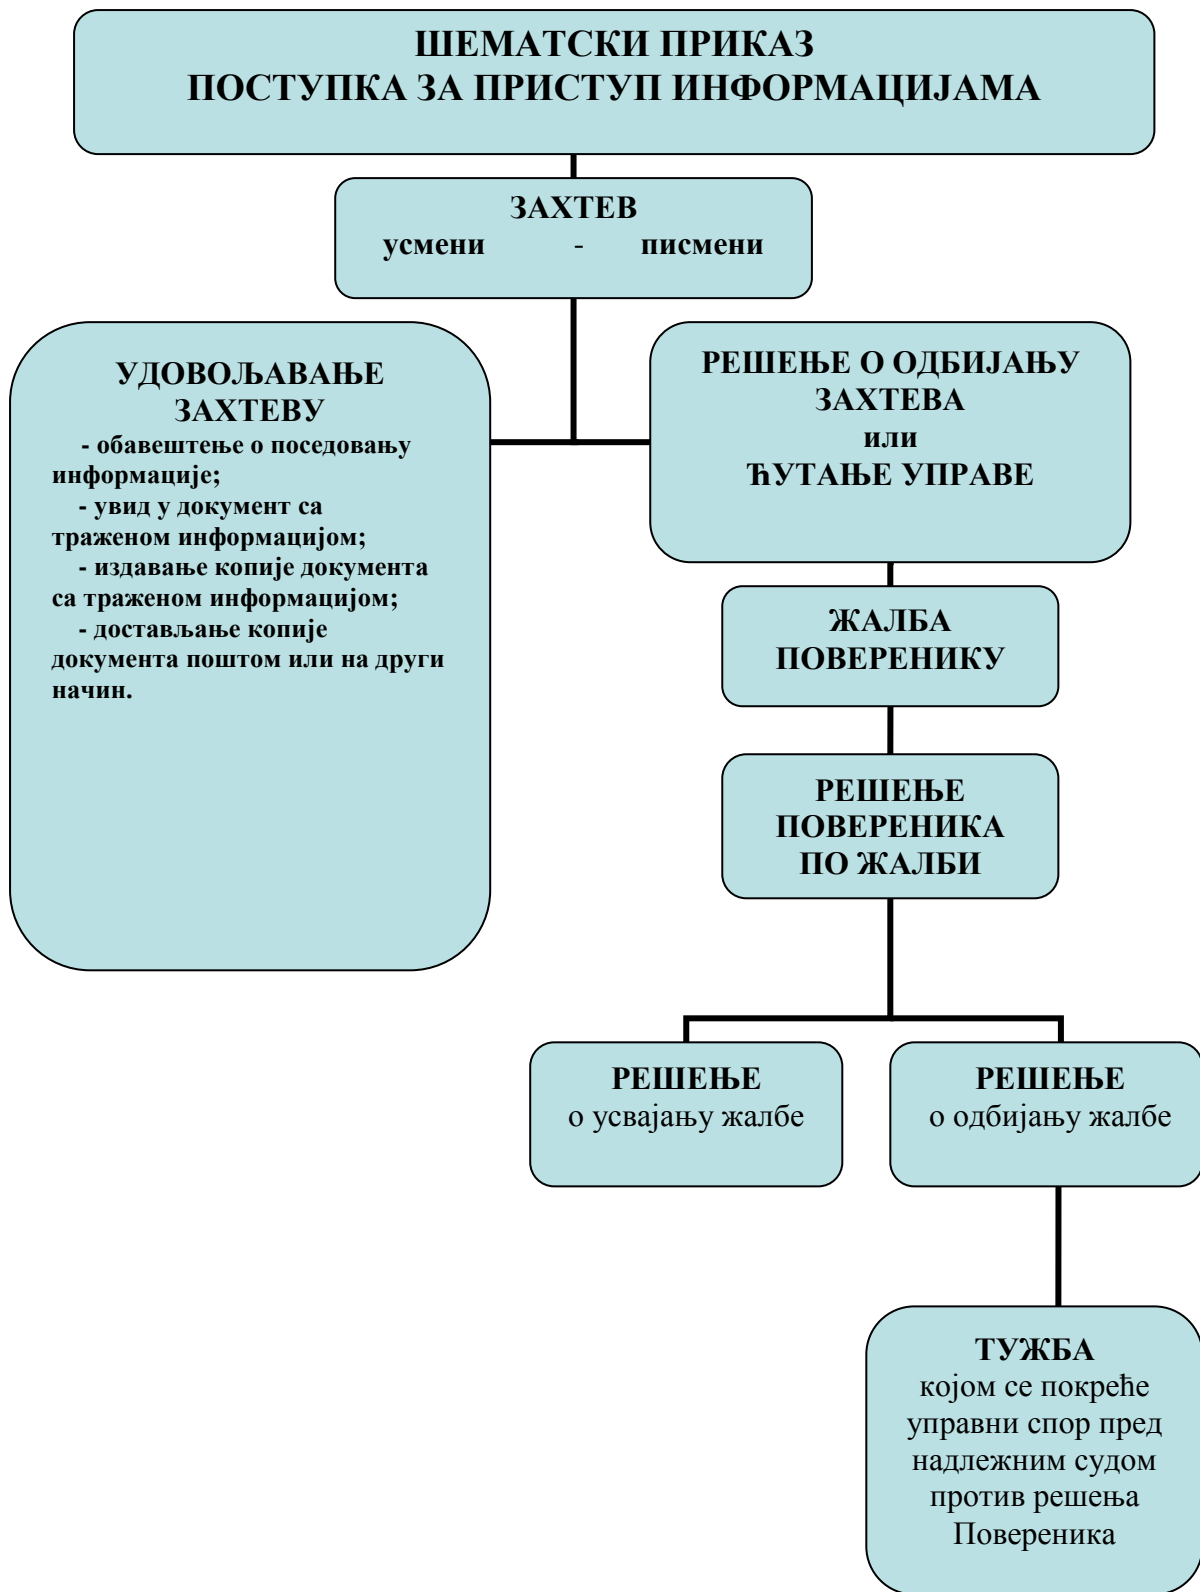 ШЕМАТСКИ ПРИКАЗ
ПОСТУПКА ЗА ПРИСТУП ИНФОРМАЦИЈАМА
ЗАХТЕВ
усмени - писмени
УДОВОЉАВАЊЕ
ЗАХТЕВУ
- обавештење о поседовању
информације;
- увид у документ са
траженом информацијом;
- издавање копије документа
са траженом информацијом;
- достављање копије
документа поштом или на други
начин.
РЕШЕЊЕ О ОДБИЈАЊУ
ЗАХТЕВА
или
ЋУТАЊЕ УПРАВЕ
ЖАЛБА
ПОВЕРЕНИКУ
РЕШЕЊЕ
ПОВЕРЕНИКА
ПО ЖАЛБИ
РЕШЕЊЕ
о усвајању жалбе
РЕШЕЊЕ
о одбијању жалбе
ТУЖБА
којом се покреће
управни спор пред
надлежним судом
против решења
Повереника